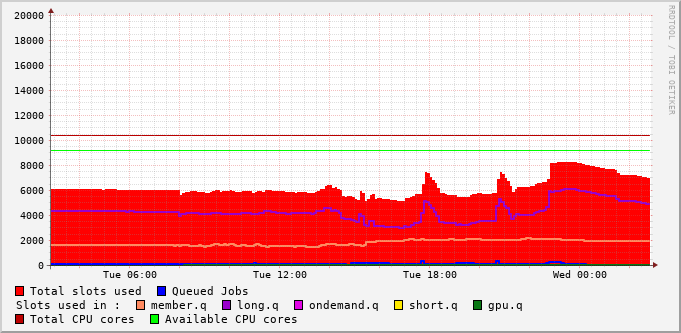 20000
18000
16000
14000
12000
10000
8000
6000
4000
2000
0
Tue 06:00 Tue 12:00 Tue 18:00 Wed 00:00
Total slots used Queued Jobs
Slots used in : member.q long.q ondemand.q short.q gpu.q
Total CPU cores Available CPU cores
RRDTOOL / TOBI OETIKER